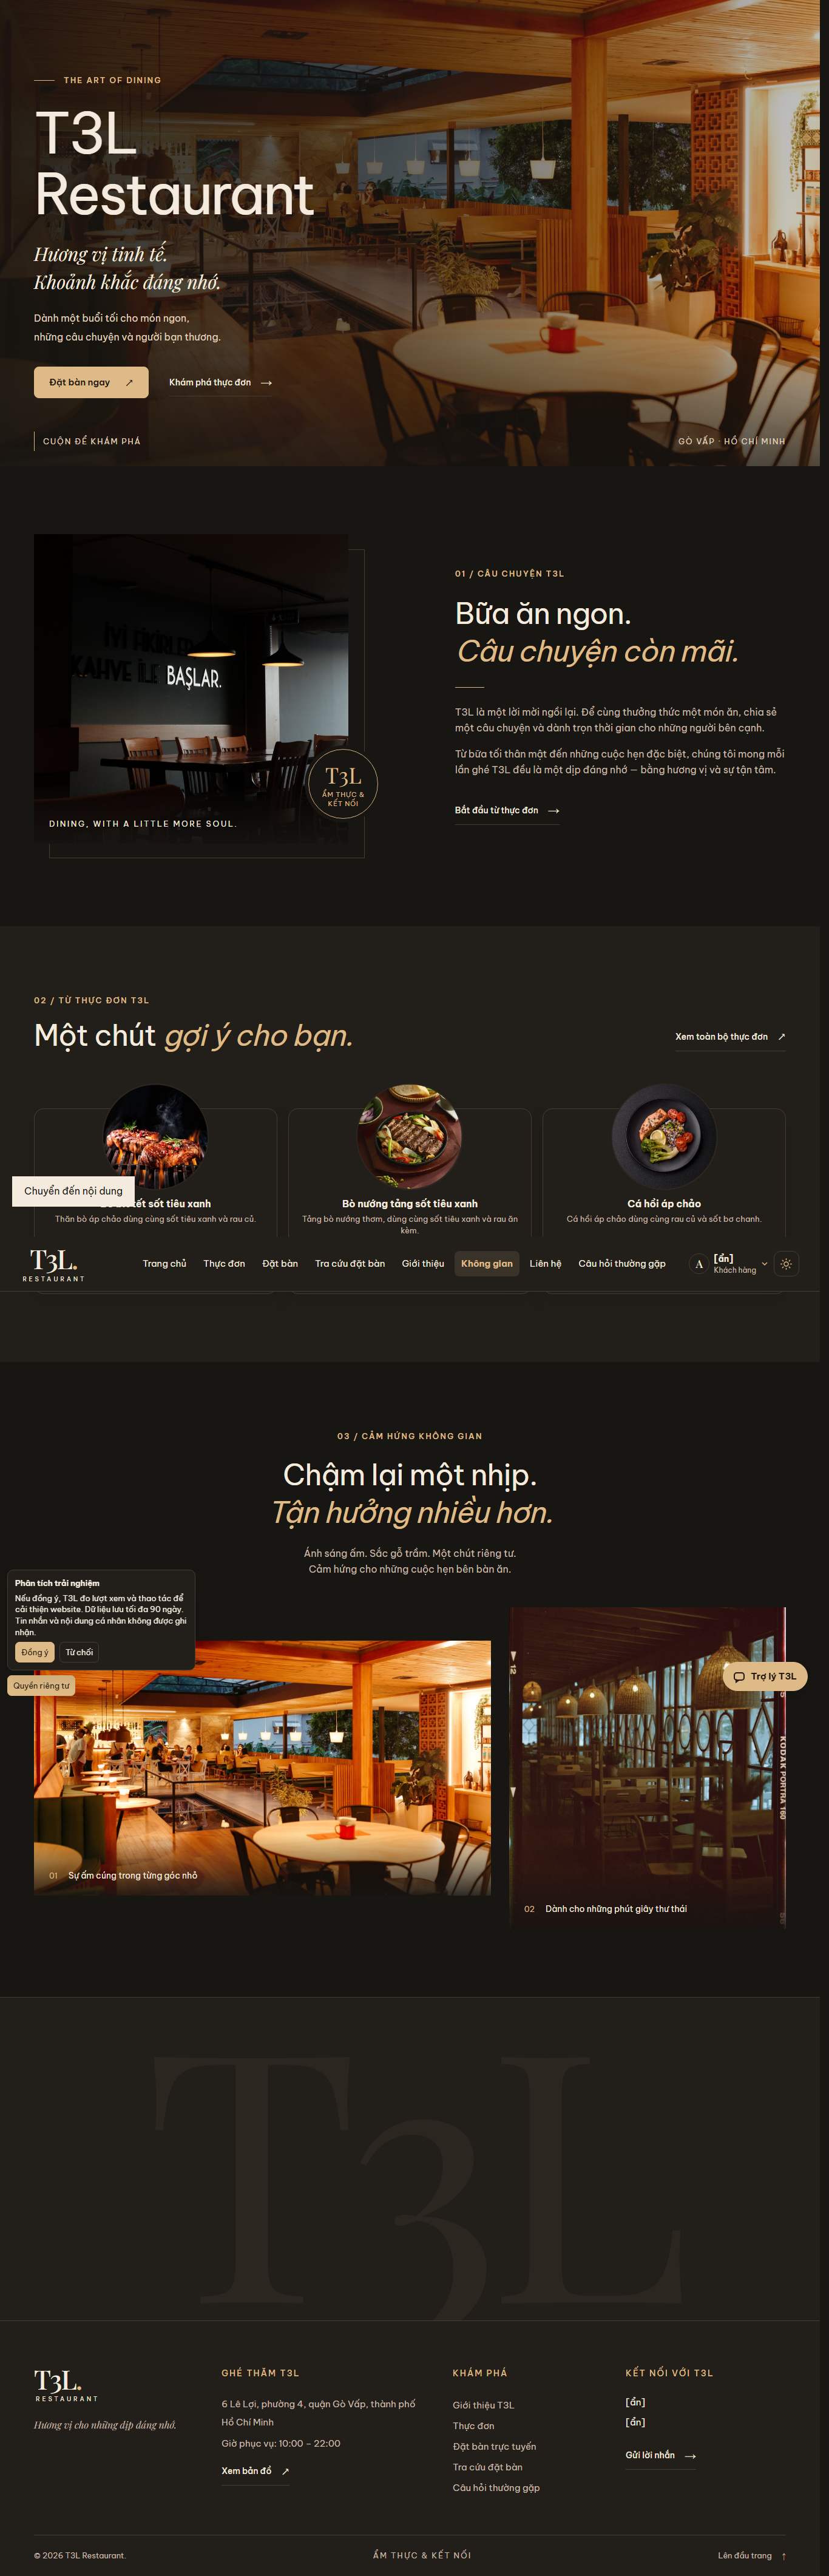 THE ART OF DINING
T3L
Restaurant
Hương vị tinh tế.
Khoảnh khắc đáng nhớ.
Dành một buổi tối cho món ngon,
những câu chuyện và người bạn thương.
Đặt bàn ngay ↗
Khám phá thực đơn →
CUỘN ĐỂ KHÁM PHÁ
GÒ VẤP · HỒ CHÍ MINH
İYİ FİKİRLER
KAHVE İLE BAŞLAR.
T3L
ẨM THỰC &
KẾT NỐI
DINING, WITH A LITTLE MORE SOUL.
01 / CÂU CHUYỆN T3L
Bữa ăn ngon.
Câu chuyện còn mãi.
T3L là một lời mời ngồi lại. Để cùng thưởng thức một món ăn, chia sẻ
một câu chuyện và dành trọn thời gian cho những người bên cạnh.
Từ bữa tối thân mật đến những cuộc hẹn đặc biệt, chúng tôi mong mỗi
lần ghé T3L đều là một dịp đáng nhớ — bằng hương vị và sự tận tâm.
Bắt đầu từ thực đơn →
02 / TỪ THỰC ĐƠN T3L
Một chút gợi ý cho bạn.
Xem toàn bộ thực đơn ↗
Chuyển đến nội dung
tết sốt tiêu xanh
Thăn bò áp chảo dùng cùng sốt tiêu xanh và rau củ.
Bò nướng tảng sốt tiêu xanh
Tảng bò nướng thơm, dùng cùng sốt tiêu xanh và rau ăn
kèm.
Cá hồi áp chảo
Cá hồi áp chảo dùng cùng rau củ và sốt bơ chanh.
T3L.
RESTAURANT
Trang chủ
Thực đơn
Đặt bàn
Tra cứu đặt bàn
Giới thiệu
Không gian
Liên hệ
Câu hỏi thường gặp
A
[ẩn]
Khách hàng
03 / CẢM HỨNG KHÔNG GIAN
Chậm lại một nhịp.
Tận hưởng nhiều hơn.
Ánh sáng ấm. Sắc gỗ trầm. Một chút riêng tư.
Cảm hứng cho những cuộc hẹn bên bàn ăn.
Phân tích trải nghiệm
Nếu đồng ý, T3L đo lượt xem và thao tác để
cải thiện website. Dữ liệu lưu tối đa 90 ngày.
Tin nhắn và nội dung cá nhân không được ghi
nhận.
Đồng ý
Từ chối
Quyền riêng tư
01 Sự ấm cúng trong từng góc nhỏ
12
KODAK PORTRA 160
Trợ lý T3L
02 Dành cho những phút giây thư thái
T3L
T3L.
RESTAURANT
Hương vị cho những dịp đáng nhớ.
GHÉ THĂM T3L
6 Lê Lợi, phường 4, quận Gò Vấp, thành phố
Hồ Chí Minh
Giờ phục vụ: 10:00 – 22:00
Xem bản đồ ↗
KHÁM PHÁ
Giới thiệu T3L
Thực đơn
Đặt bàn trực tuyến
Tra cứu đặt bàn
Câu hỏi thường gặp
KẾT NỐI VỚI T3L
[ẩn]
[ẩn]
Gửi lời nhắn →
© 2026 T3L Restaurant.
ẨM THỰC & KẾT NỐI
Lên đầu trang ↑